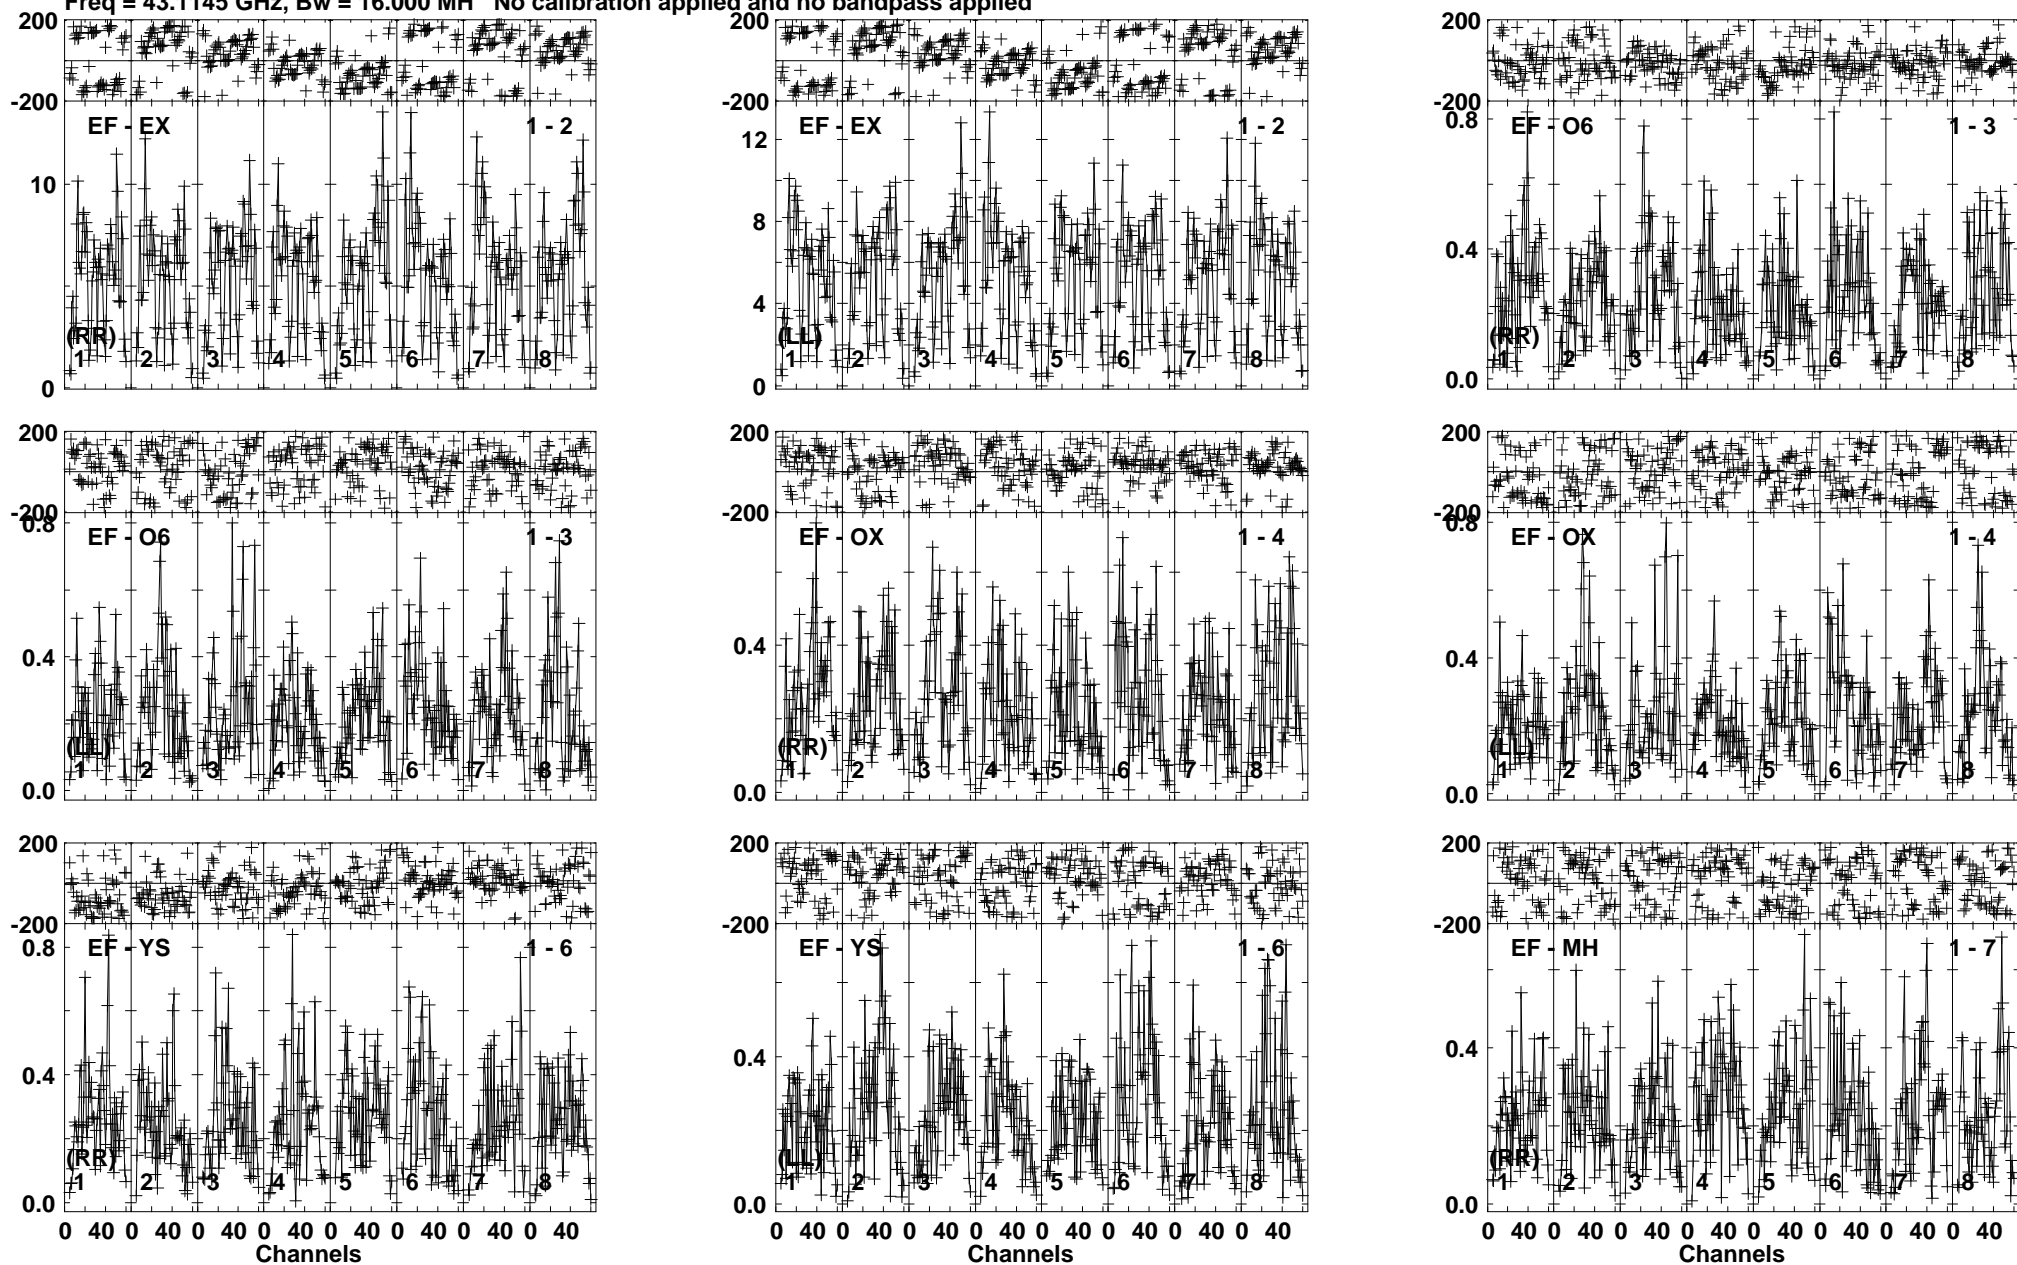 Freq = 43.1145 GHz, Bw = 16.000 MH No calibration applied and no bandpass applied
200 200 200
-200 -200 -200
EF - EX 1 - 2 EF - EX 1 - 2 EF - O6 1 - 3
10 0 12 8 4 0 0.8 0.4 0.0
(RR) (LL) (RR)
1 2 3 4 5 6 7 8 1 2 3 4 5 6 7 8 1 2 3 4 5 6 7 8
200 200 200
-200 -200 -200
EF - O6 1 - 3 EF - OX 1 - 4 EF - OX 1 - 4
0.8 0.4 0.0 0.4 0.0 0.8 0.4 0.0
(LL) (RR) (LL)
1 2 3 4 5 6 7 8 1 2 3 4 5 6 7 8 1 2 3 4 5 6 7 8
200 200 200
-200 -200 -200
EF - YS 1 - 6 EF - YS 1 - 6 EF - MH 1 - 7
0.8 0.4 0.0 0.4 0.0 0.4 0.0
(RR) (LL) (RR)
1 2 3 4 5 6 7 8 1 2 3 4 5 6 7 8 1 2 3 4 5 6 7 8
0 40 0 40 0 40 0 40 0 40 0 40 0 40 0 40 0 40 0 40 0 40 0 40 0 40 0 40 0 40 0 40 0 40 0 40 0 40 0 40 0 40 0 40 0 40 0 40
Channels Channels Channels